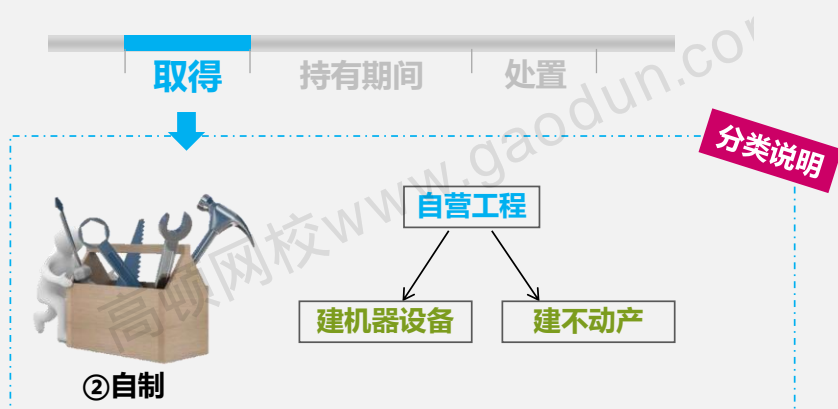 取得 持有期间 处置
分类说明
自营工程
建机器设备 建不动产
②自制
高顿网校www.gaodun.co